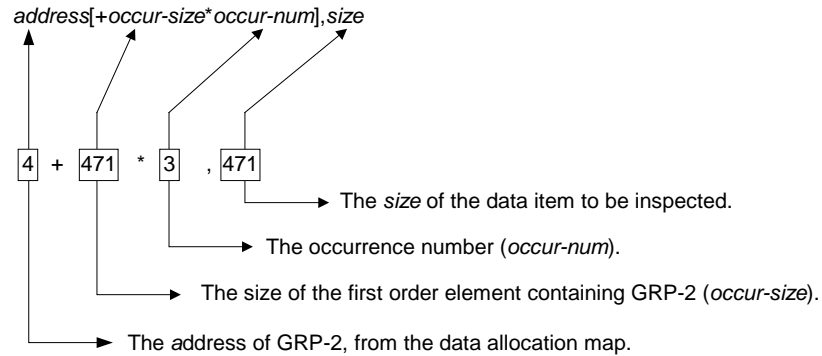 address[+occur-size*occur-num],size
4 + 471 * 3 , 471
The size of the data item to be inspected.
The occurrence number (occur-num).
The size of the first order element containing GRP-2 (occur-size).
The address of GRP-2, from the data allocation map.